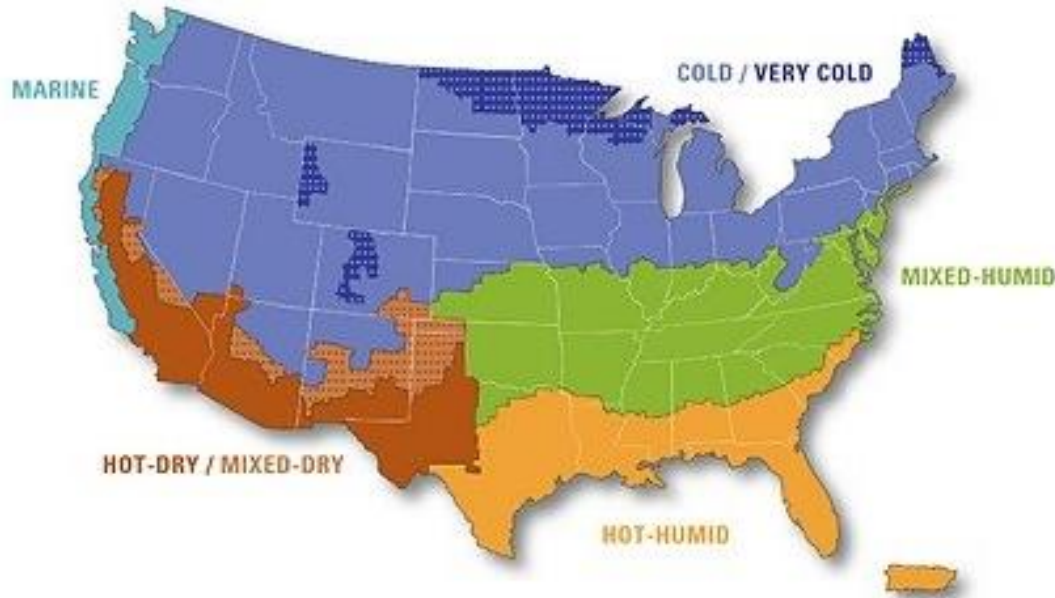 COLD / VERY COLD
MARINE
MIXED-HUMID
HOT-DRY / MIXED-DRY
HOT-HUMID